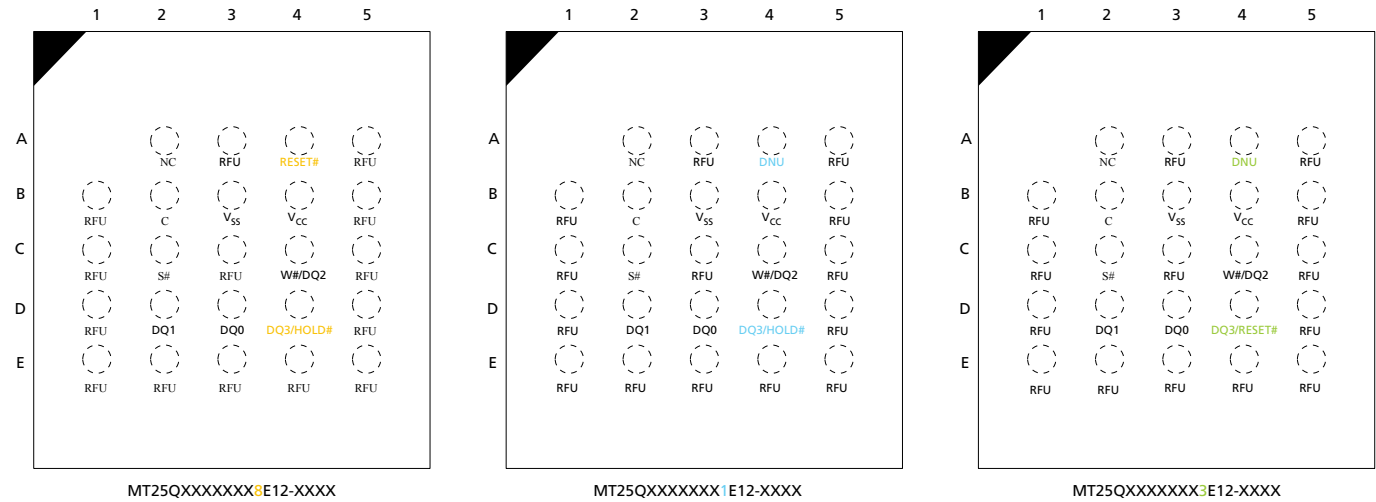 1 2 3 4 5
A
NC RFU RESET# RFU
B
RFU C VSS VCC RFU
C
RFU S# RFU W#/DQ2 RFU
D
RFU DQ1 DQ0 DQ3/HOLD# RFU
E
RFU RFU RFU RFU RFU
MT25QXXXXXXX8E12-XXXX
1 2 3 4 5
A
NC RFU DNU RFU
B
RFU C VSS VCC RFU
C
RFU S# RFU W#/DQ2 RFU
D
RFU DQ1 DQ0 DQ3/HOLD# RFU
E
RFU RFU RFU RFU RFU
MT25QXXXXXXX1E12-XXXX
1 2 3 4 5
A
NC RFU DNU RFU
B
RFU C VSS VCC RFU
C
RFU S# RFU W#/DQ2 RFU
D
RFU DQ1 DQ0 DQ3/RESET# RFU
E
RFU RFU RFU RFU RFU
MT25QXXXXXXX3E12-XXXX